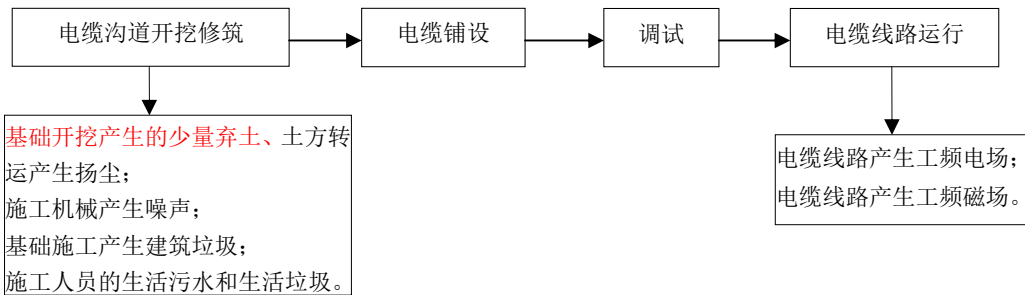 电缆沟道开挖修筑
电缆铺设
调试
电缆线路运行
基础开挖产生的少量弃土、土方转
运产生扬尘；
施工机械产生噪声；
基础施工产生建筑垃圾；
施工人员的生活污水和生活垃圾。
电缆线路产生工频电场；
电缆线路产生工频磁场。